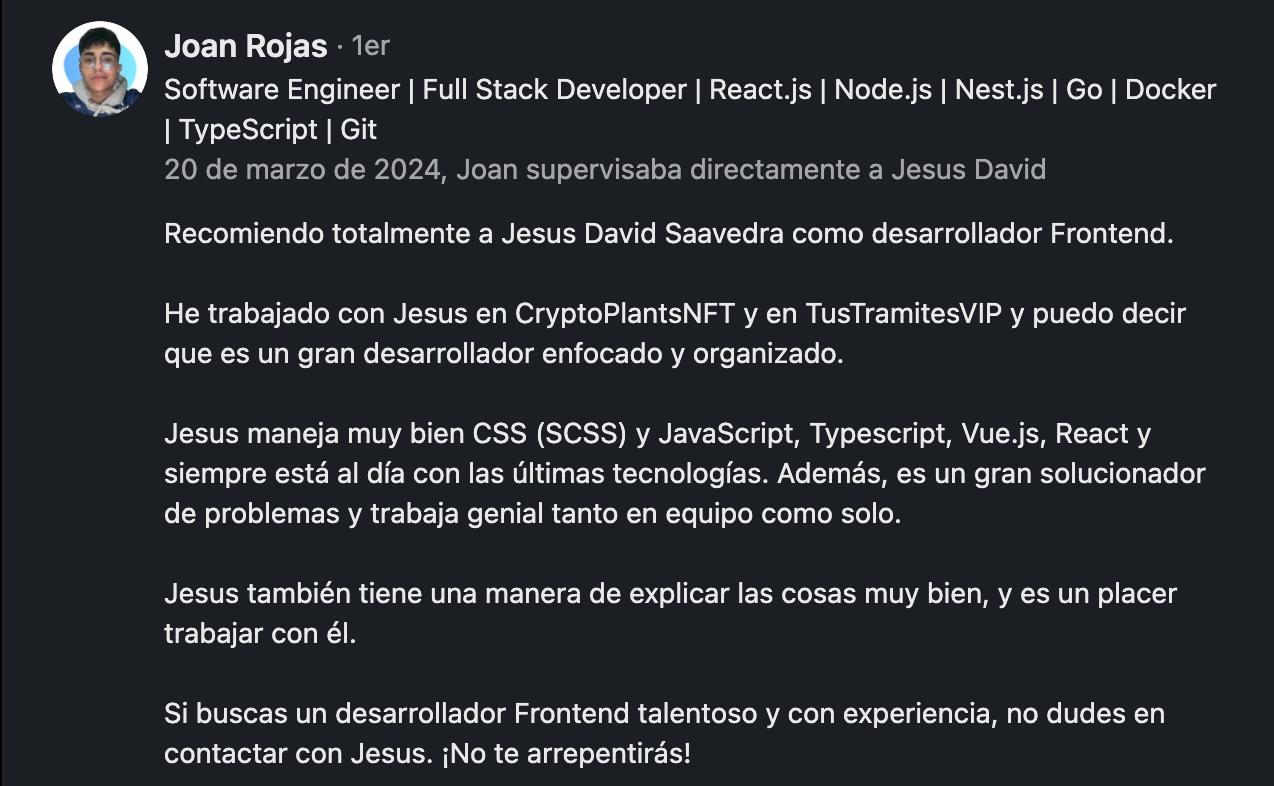 Joan Rojas · 1er
Software Engineer | Full Stack Developer | React.js | Node.js | Nest.js | Go | Docker
| TypeScript | Git
20 de marzo de 2024, Joan supervisaba directamente a Jesus David
Recomiendo totalmente a Jesus David Saavedra como desarrollador Frontend.
He trabajado con Jesus en CryptoPlantsNFT y en TusTramitesVIP y puedo decir
que es un gran desarrollador enfocado y organizado.
Jesus maneja muy bien CSS (SCSS) y JavaScript, Typescript, Vue.js, React y
siempre está al día con las últimas tecnologías. Además, es un gran solucionador
de problemas y trabaja genial tanto en equipo como solo.
Jesus también tiene una manera de explicar las cosas muy bien, y es un placer
trabajar con él.
Si buscas un desarrollador Frontend talentoso y con experiencia, no dudes en
contactar con Jesus. ¡No te arrepentirás!